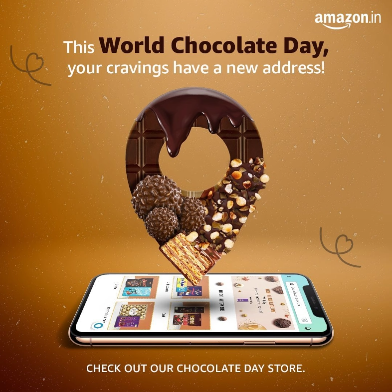 amazon.in
This World Chocolate Day,
your cravings have a new address!
CHECK OUT OUR CHOCOLATE DAY STORE.